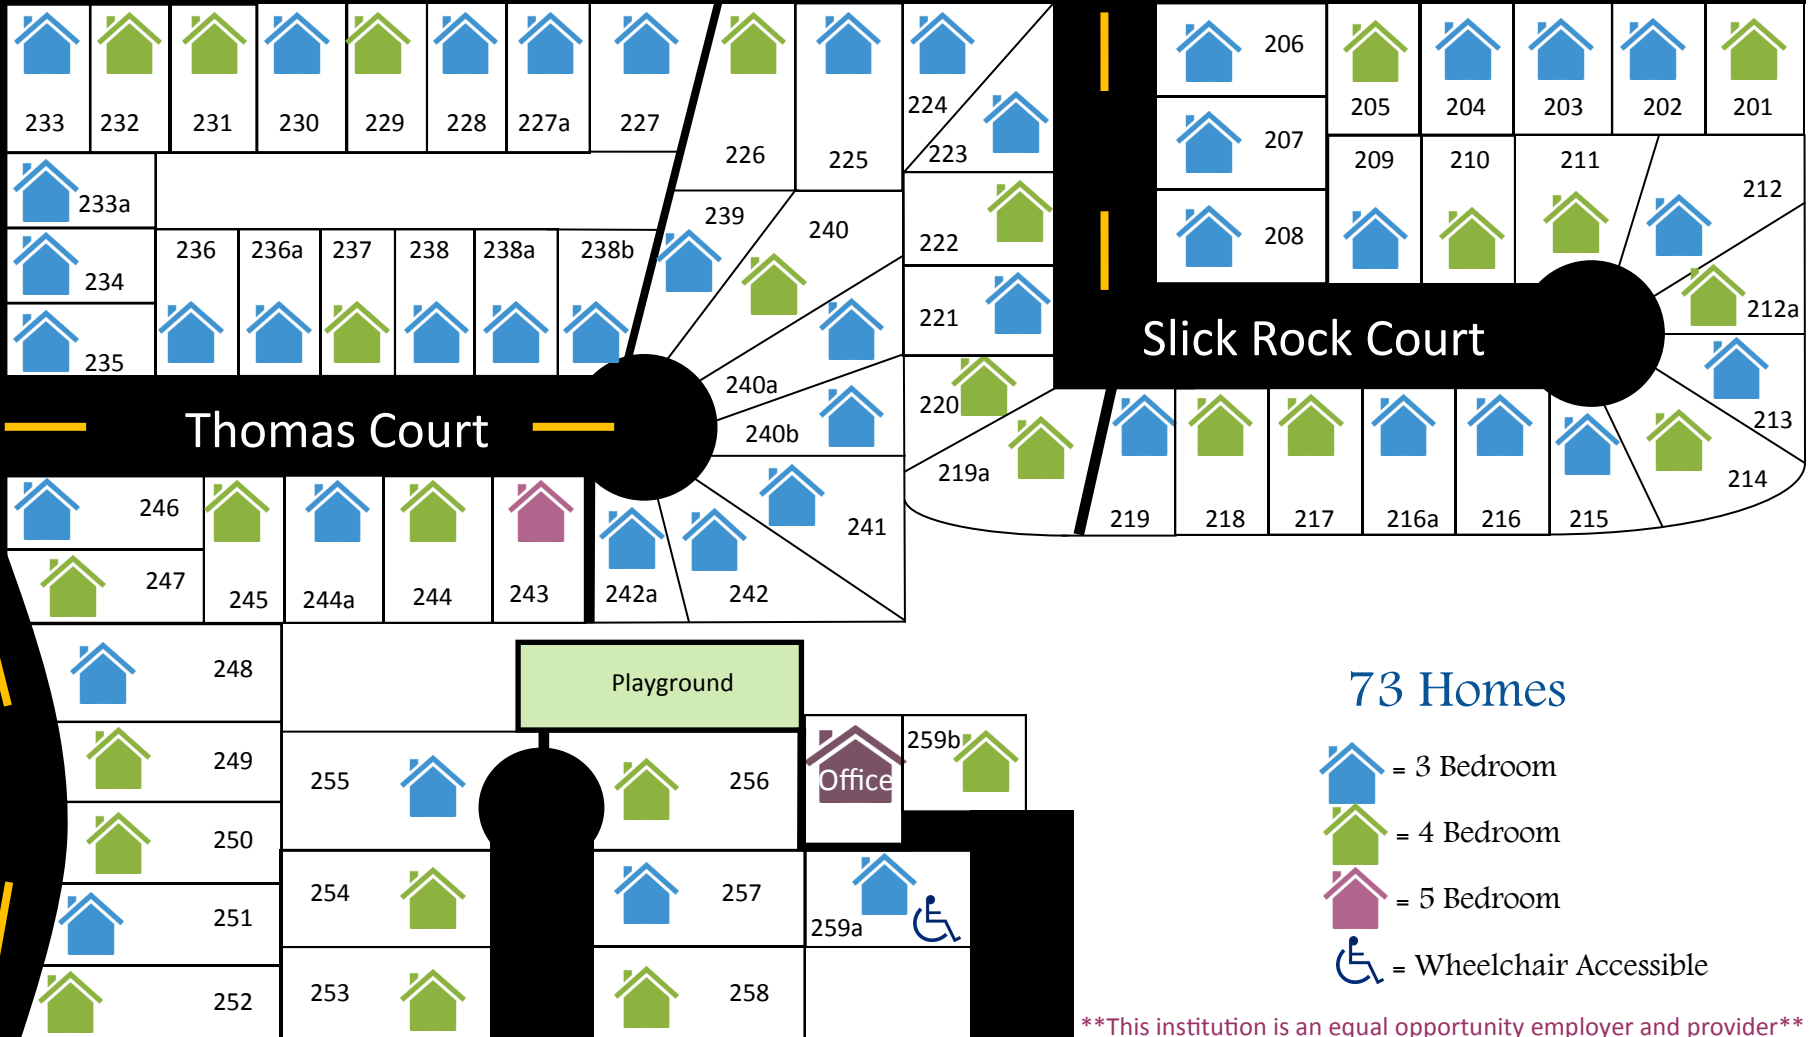 233 232 231 230 229 228 227a 227
226 225 224 223
206 205 204 203 202 201
207
208
209 210 211 212
212a
213
214
233a
234
235
236 236a 237 238 238a 238b
239 240
240a
240b
222
221
220
219a
Slick Rock Court
Thomas Court
219 218 217 216a 216 215
246
247
245 244a 244 243 242a 242 241
248
249
250
251
252
Playground
255 256
254 257
253 258
Office
259b
259a
73 Homes
= 3 Bedroom
= 4 Bedroom
= 5 Bedroom
= Wheelchair Accessible
**This institution is an equal opportunity employer and provider**